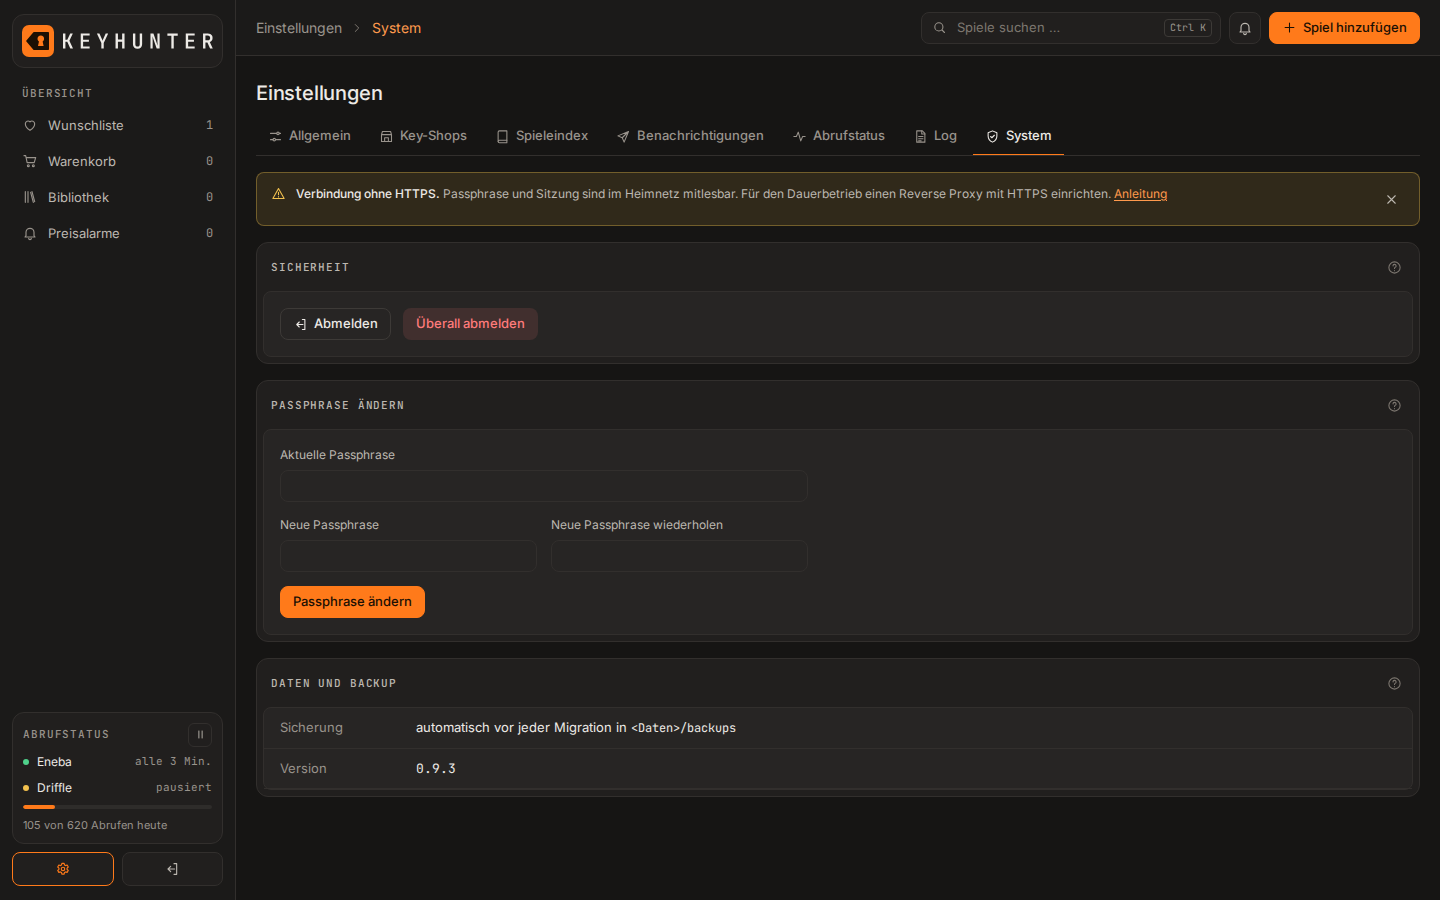 KEYHUNTER
ÜBERSICHT
Wunschliste 1
Warenkorb 0
Bibliothek 0
Preisalarme 0
ABRUFSTATUS
Eneba alle 3 Min.
Driffle pausiert
105 von 620 Abrufen heute
Einstellungen System
Spiele suchen ... Ctrl K
Spiel hinzufügen
Einstellungen
Allgemein Key-Shops Spieleindex Benachrichtigungen Abrufstatus Log System
Verbindung ohne HTTPS. Passphrase und Sitzung sind im Heimnetz mitlesbar. Für den Dauerbetrieb einen Reverse Proxy mit HTTPS einrichten. Anleitung
SICHERHEIT
Abmelden Überall abmelden
PASSPHRASE ÄNDERN
Aktuelle Passphrase
Neue Passphrase Neue Passphrase wiederholen
Passphrase ändern
DATEN UND BACKUP
Sicherung automatisch vor jeder Migration in <Daten>/backups
Version 0.9.3